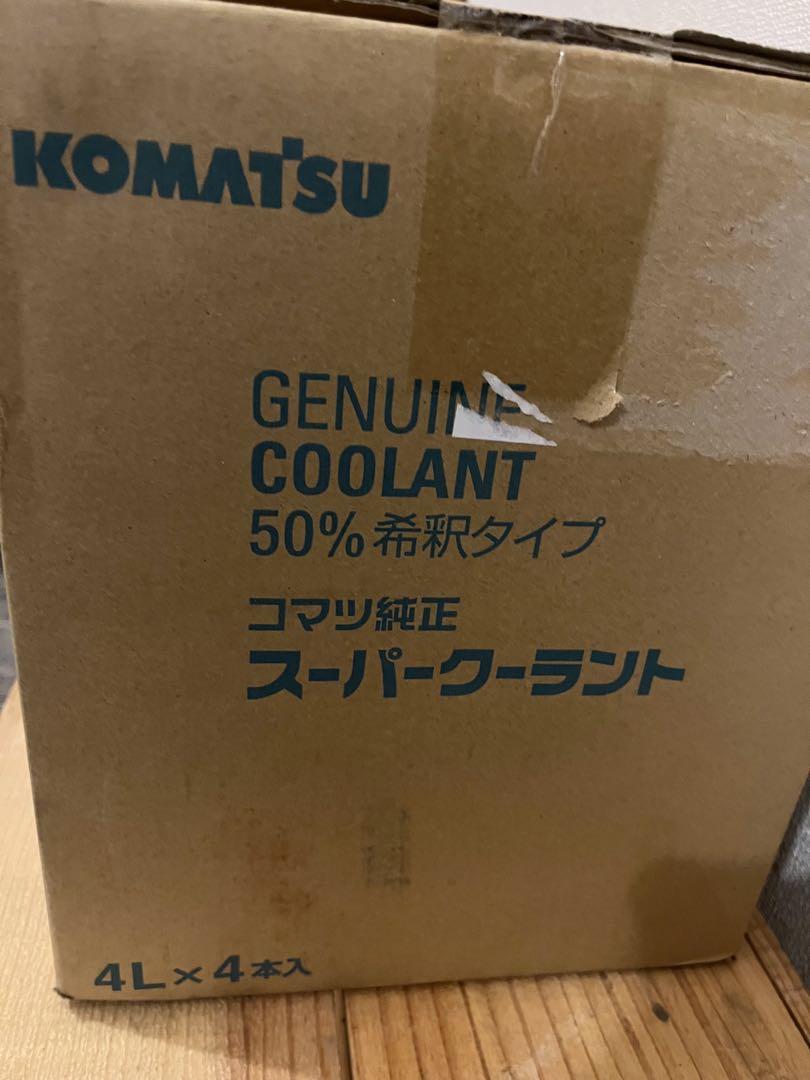 KOMATSU
GENUINE
COOLANT
50%希釈タイプ
コマツ純正
スーパークーラント
4L×4本入